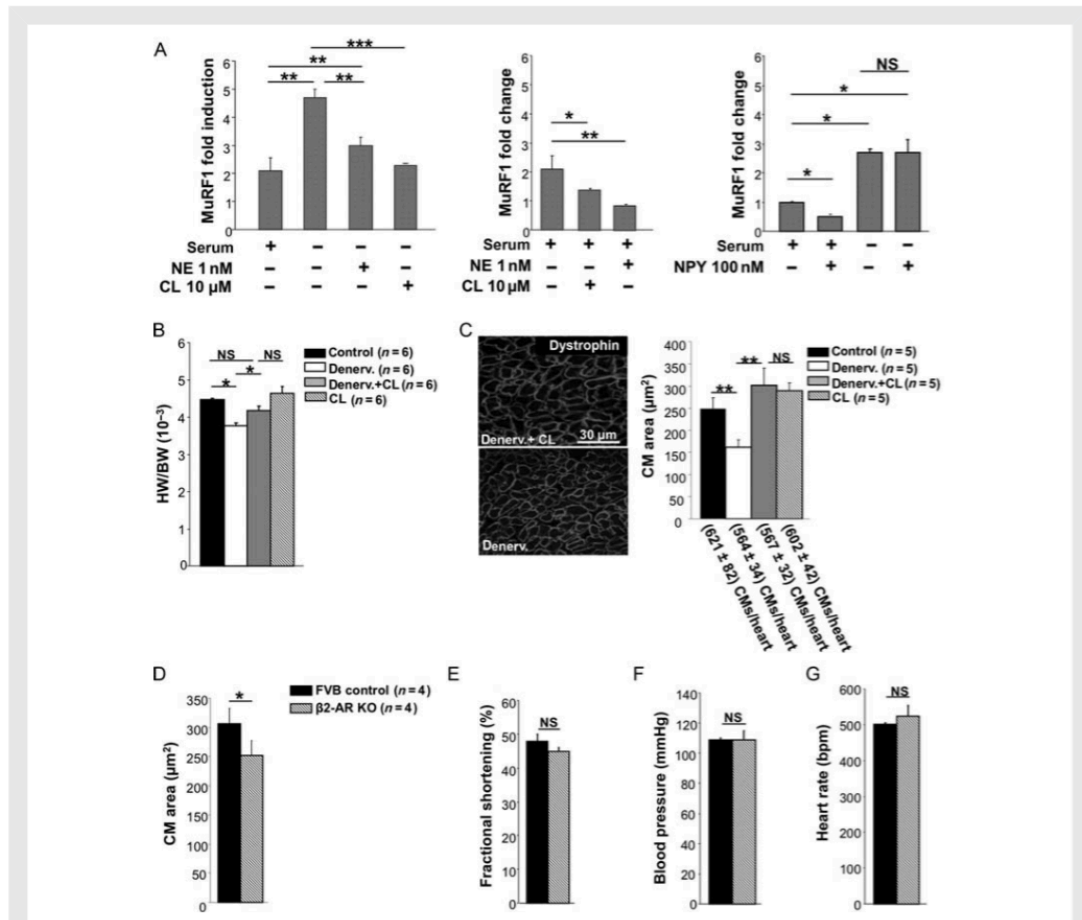 A
*** 
** 
** **
MuRF1 fold induction
6
5
4
3
2
1
0
Serum + – – –
NE 1 nM – – + –
CL 10 µM – – – +
*
**
MuRF1 fold change
6
5
4
3
2
1
0
Serum + + +
NE 1 nM – – +
CL 10 µM – + –
NS
*
*
*
MuRF1 fold change
6
5
4
3
2
1
0
Serum + + – –
NPY 100 nM – + – +
B
NS NS
* *
HW/BW (10⁻³)
6
5
4
3
2
1
0
Control (n = 6)
Denerv. (n = 6)
Denerv.+CL (n = 6)
CL (n = 6)
C
Dystrophin
Denerv.+ CL
30 µm
Denerv.
** NS
**
CM area (µm²)
400
350
300
250
200
150
100
50
0
Control (n = 5)
Denerv. (n = 5)
Denerv.+CL (n = 5)
CL (n = 5)
(621 ± 82) CMs/heart
(564 ± 34) CMs/heart
(567 ± 32) CMs/heart
(602 ± 42) CMs/heart
D
*
CM area (µm²)
350
300
250
200
150
100
50
0
FVB control (n = 4)
β2-AR KO (n = 4)
E
NS
Fractional shortening (%)
60
50
40
30
20
10
0
F
NS
Blood pressure (mmHg)
140
120
100
80
60
40
20
0
G
NS
Heart rate (bpm)
600
500
400
300
200
100
0